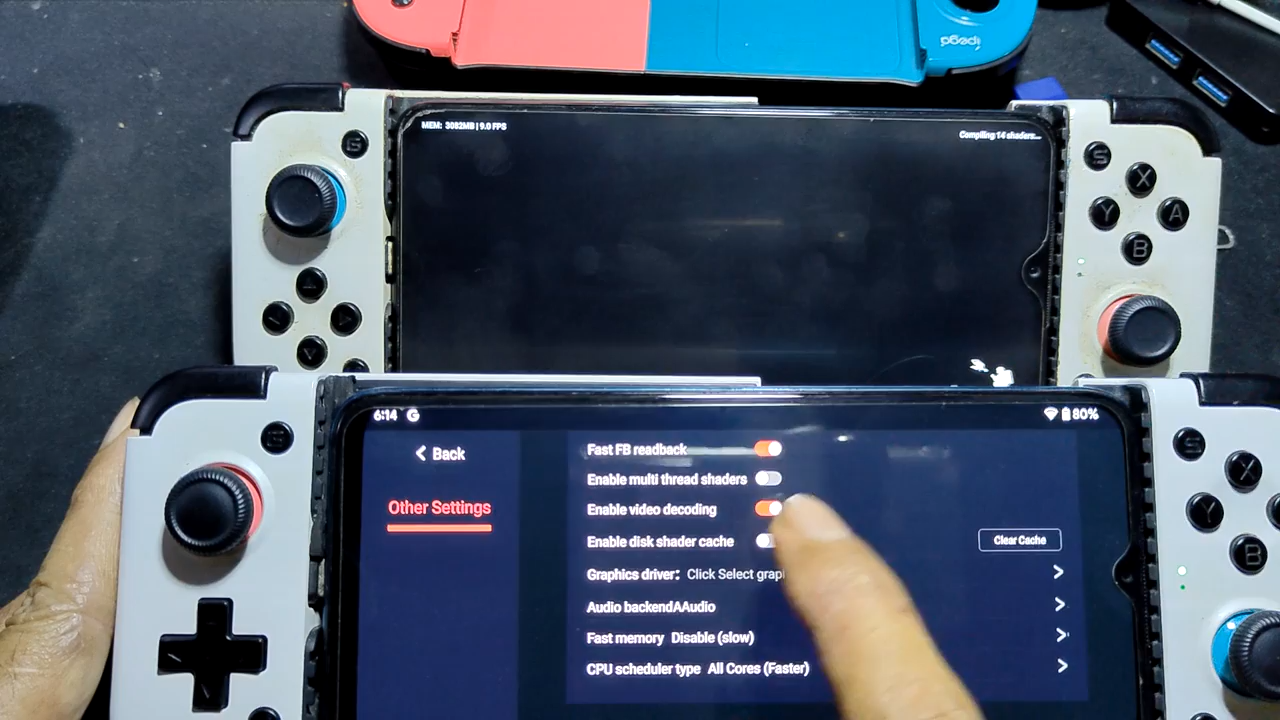 ipega
MEM: 3082MB | 9.0 FPS
Compiling 14 shaders...
S
S
X
Y
A
B
6:14 G
80%
Back
Other Settings
Fast FB readback
Enable multi thread shaders
Enable video decoding
Enable disk shader cache
Clear Cache
Graphics driver: Click Select grap
Audio backendAAudio
Fast memory Disable (slow)
CPU scheduler type All Cores (Faster)
S
S
X
Y
B